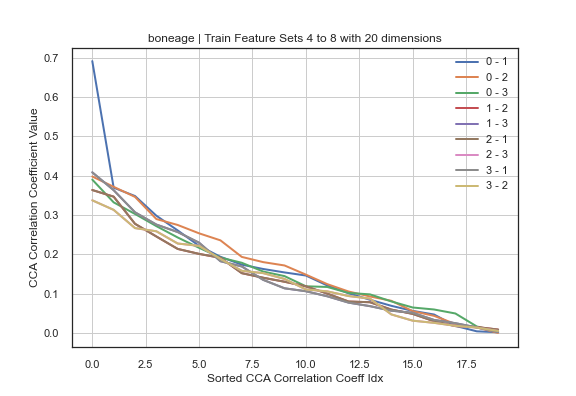 boneage | Train Feature Sets 4 to 8 with 20 dimensions
CCA Correlation Coefficient Value
0.7
0.6
0.5
0.4
0.3
0.2
0.1
0.0
0 - 1
0 - 2
0 - 3
1 - 2
1 - 3
2 - 1
2 - 3
3 - 1
3 - 2
0.0 2.5 5.0 7.5 10.0 12.5 15.0 17.5
Sorted CCA Correlation Coeff Idx